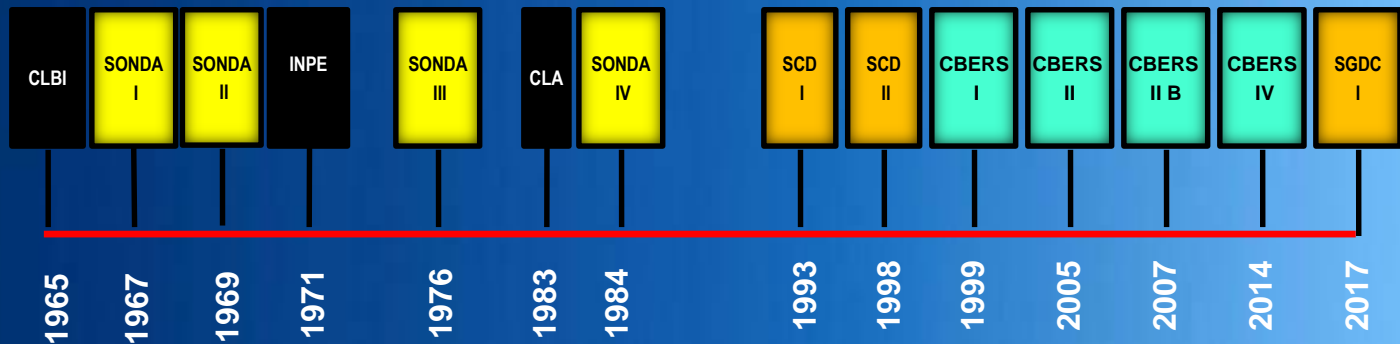 CLBI
SONDA
I
SONDA
II
INPE
SONDA
III
CLA
SONDA
IV
SCD
I
SCD
II
CBERS
I
CBERS
II
CBERS
II B
CBERS
IV
SGDC
I
1965
1967
1969
1971
1976
1983
1984
1993
1998
1999
2005
2007
2014
2017